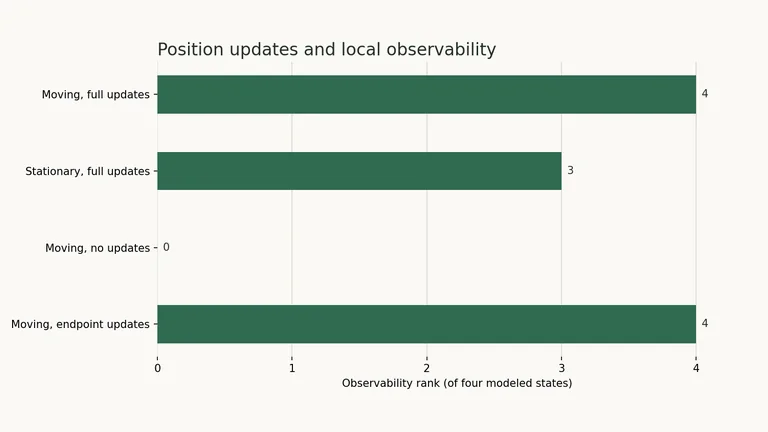 Position updates and local observability
Moving, full updates
4
Stationary, full updates
3
Moving, no updates
0
Moving, endpoint updates
4
0 1 2 3 4
Observability rank (of four modeled states)